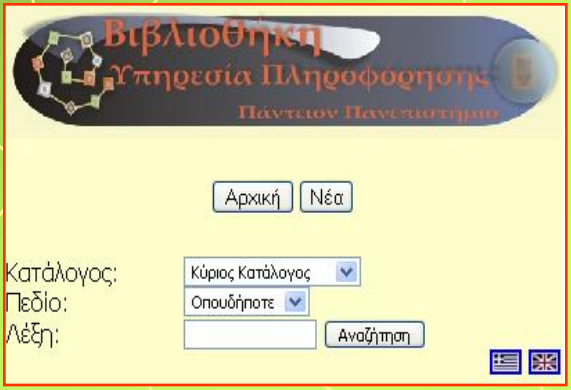 Βιβλιοθήκη
Υπηρεσία Πληροφόρησης
Πάντειον Πανεπιστήμιο
Αρχική Νέα
Κατάλογος: Κύριος Κατάλογος
Πεδίο: Οπουδήποτε
Λέξη: Αναζήτηση